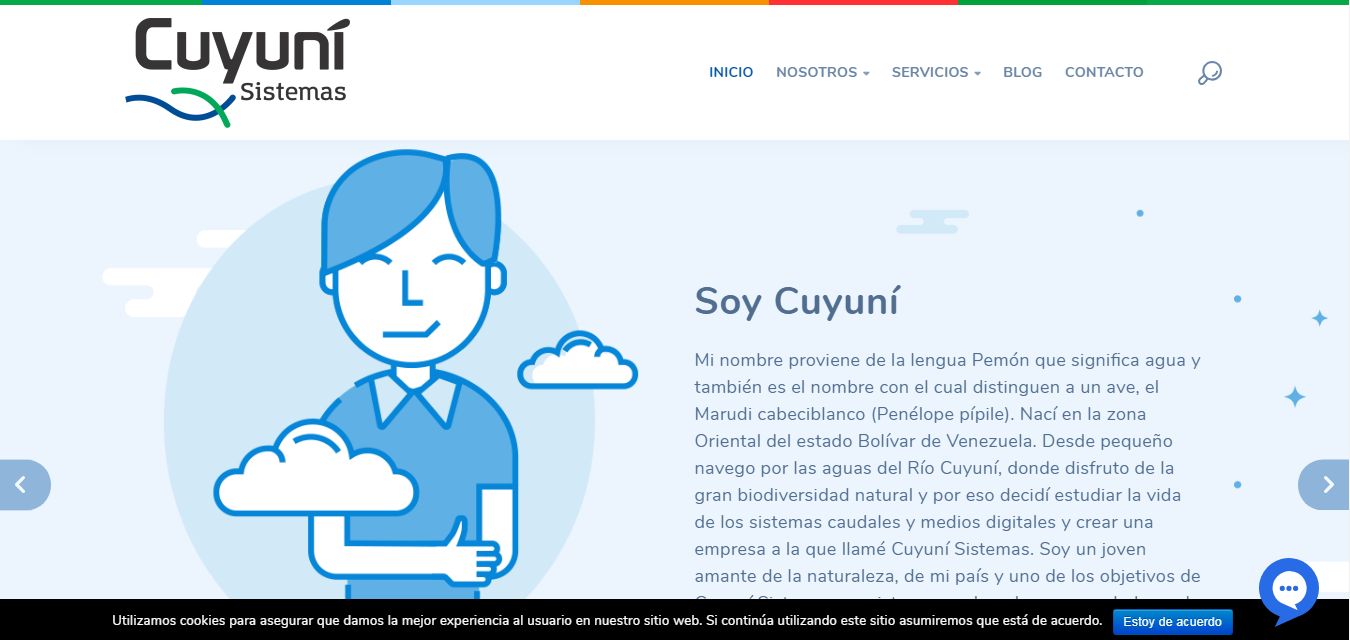 Cuyuní
Sistemas
INICIO NOSOTROS SERVICIOS BLOG CONTACTO
Soy Cuyuní
Mi nombre proviene de la lengua Pemón que significa agua y
también es el nombre con el cual distinguen a un ave, el
Marudi cabeciblanco (Penélope pípile). Nací en la zona
Oriental del estado Bolívar de Venezuela. Desde pequeño
navego por las aguas del Río Cuyuní, donde disfruto de la
gran biodiversidad natural y por eso decidí estudiar la vida
de los sistemas caudales y medios digitales y crear una
empresa a la que llamé Cuyuní Sistemas. Soy un joven
amante de la naturaleza, de mi país y uno de los objetivos de
Utilizamos cookies para asegurar que damos la mejor experiencia al usuario en nuestro sitio web. Si continúa utilizando este sitio asumiremos que está de acuerdo. Estoy de acuerdo